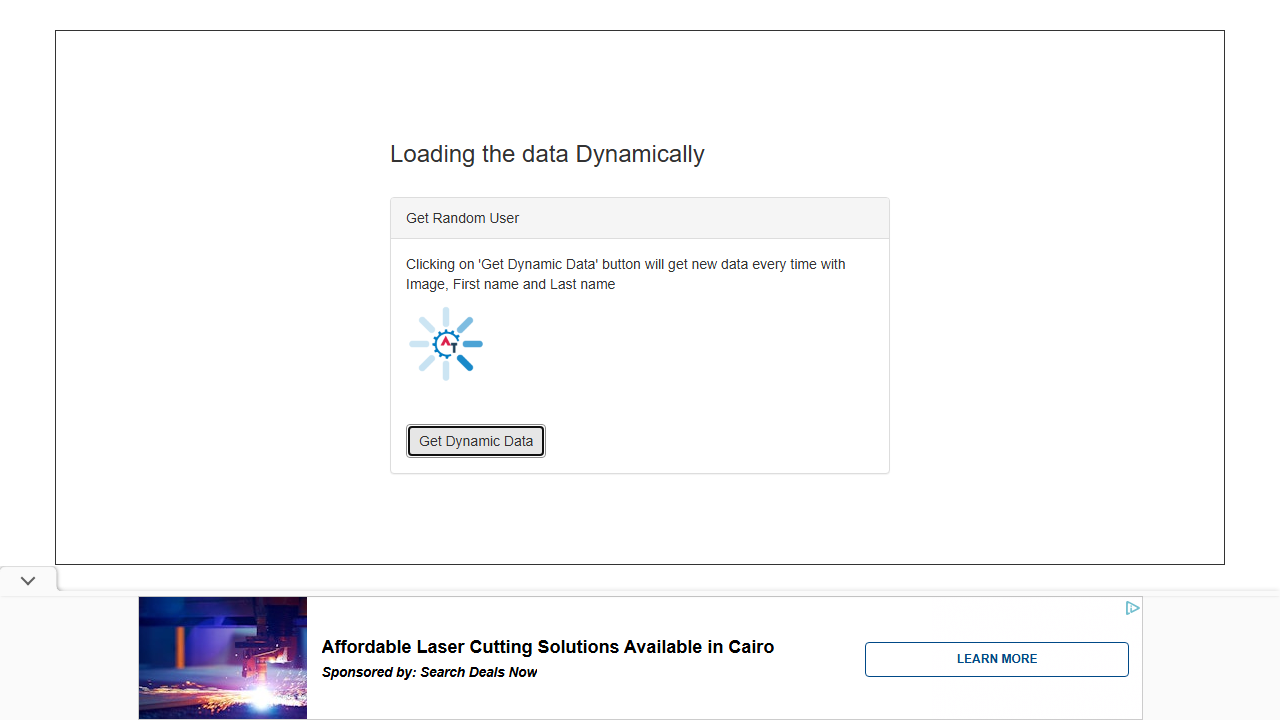 Loading the data Dynamically
Get Random User
Clicking on 'Get Dynamic Data' button will get new data every time with
Image, First name and Last name
AT
Get Dynamic Data
Affordable Laser Cutting Solutions Available in Cairo
Sponsored by: Search Deals Now
LEARN MORE